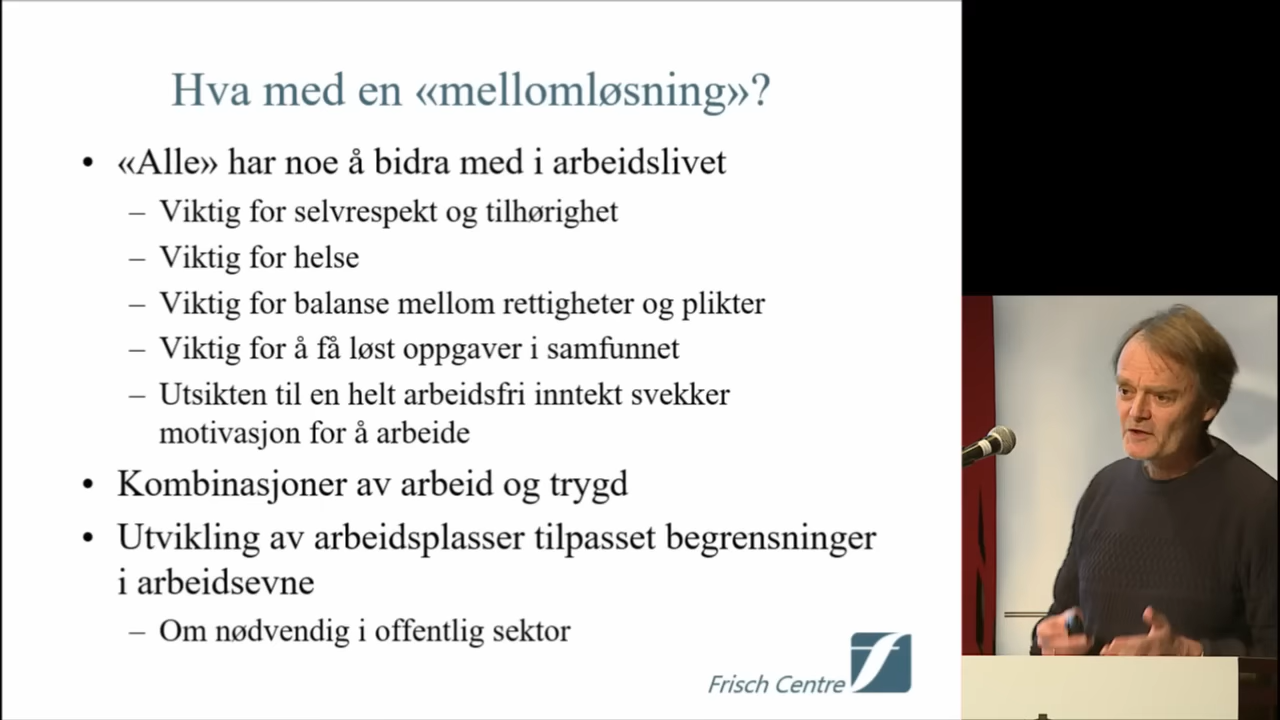 Hva med en «mellomløsning»?
• «Alle» har noe å bidra med i arbeidslivet
– Viktig for selvrespekt og tilhørighet
– Viktig for helse
– Viktig for balanse mellom rettigheter og plikter
– Viktig for å få løst oppgaver i samfunnet
– Utsikten til en helt arbeidsfri inntekt svekker
motivasjon for å arbeide
• Kombinasjoner av arbeid og trygd
• Utvikling av arbeidsplasser tilpasset begrensninger
i arbeidsevne
– Om nødvendig i offentlig sektor
Frisch Centre